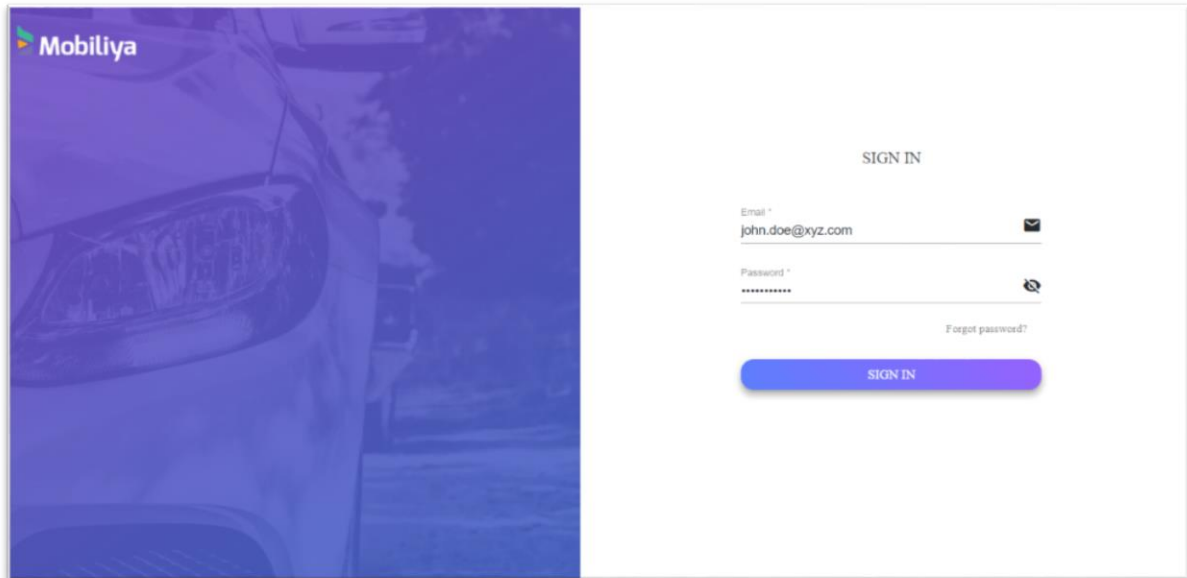 Mobiliya
SIGN IN
Email *
john.doe@xyz.com
Password *
•••••••••••
Forgot password?
SIGN IN